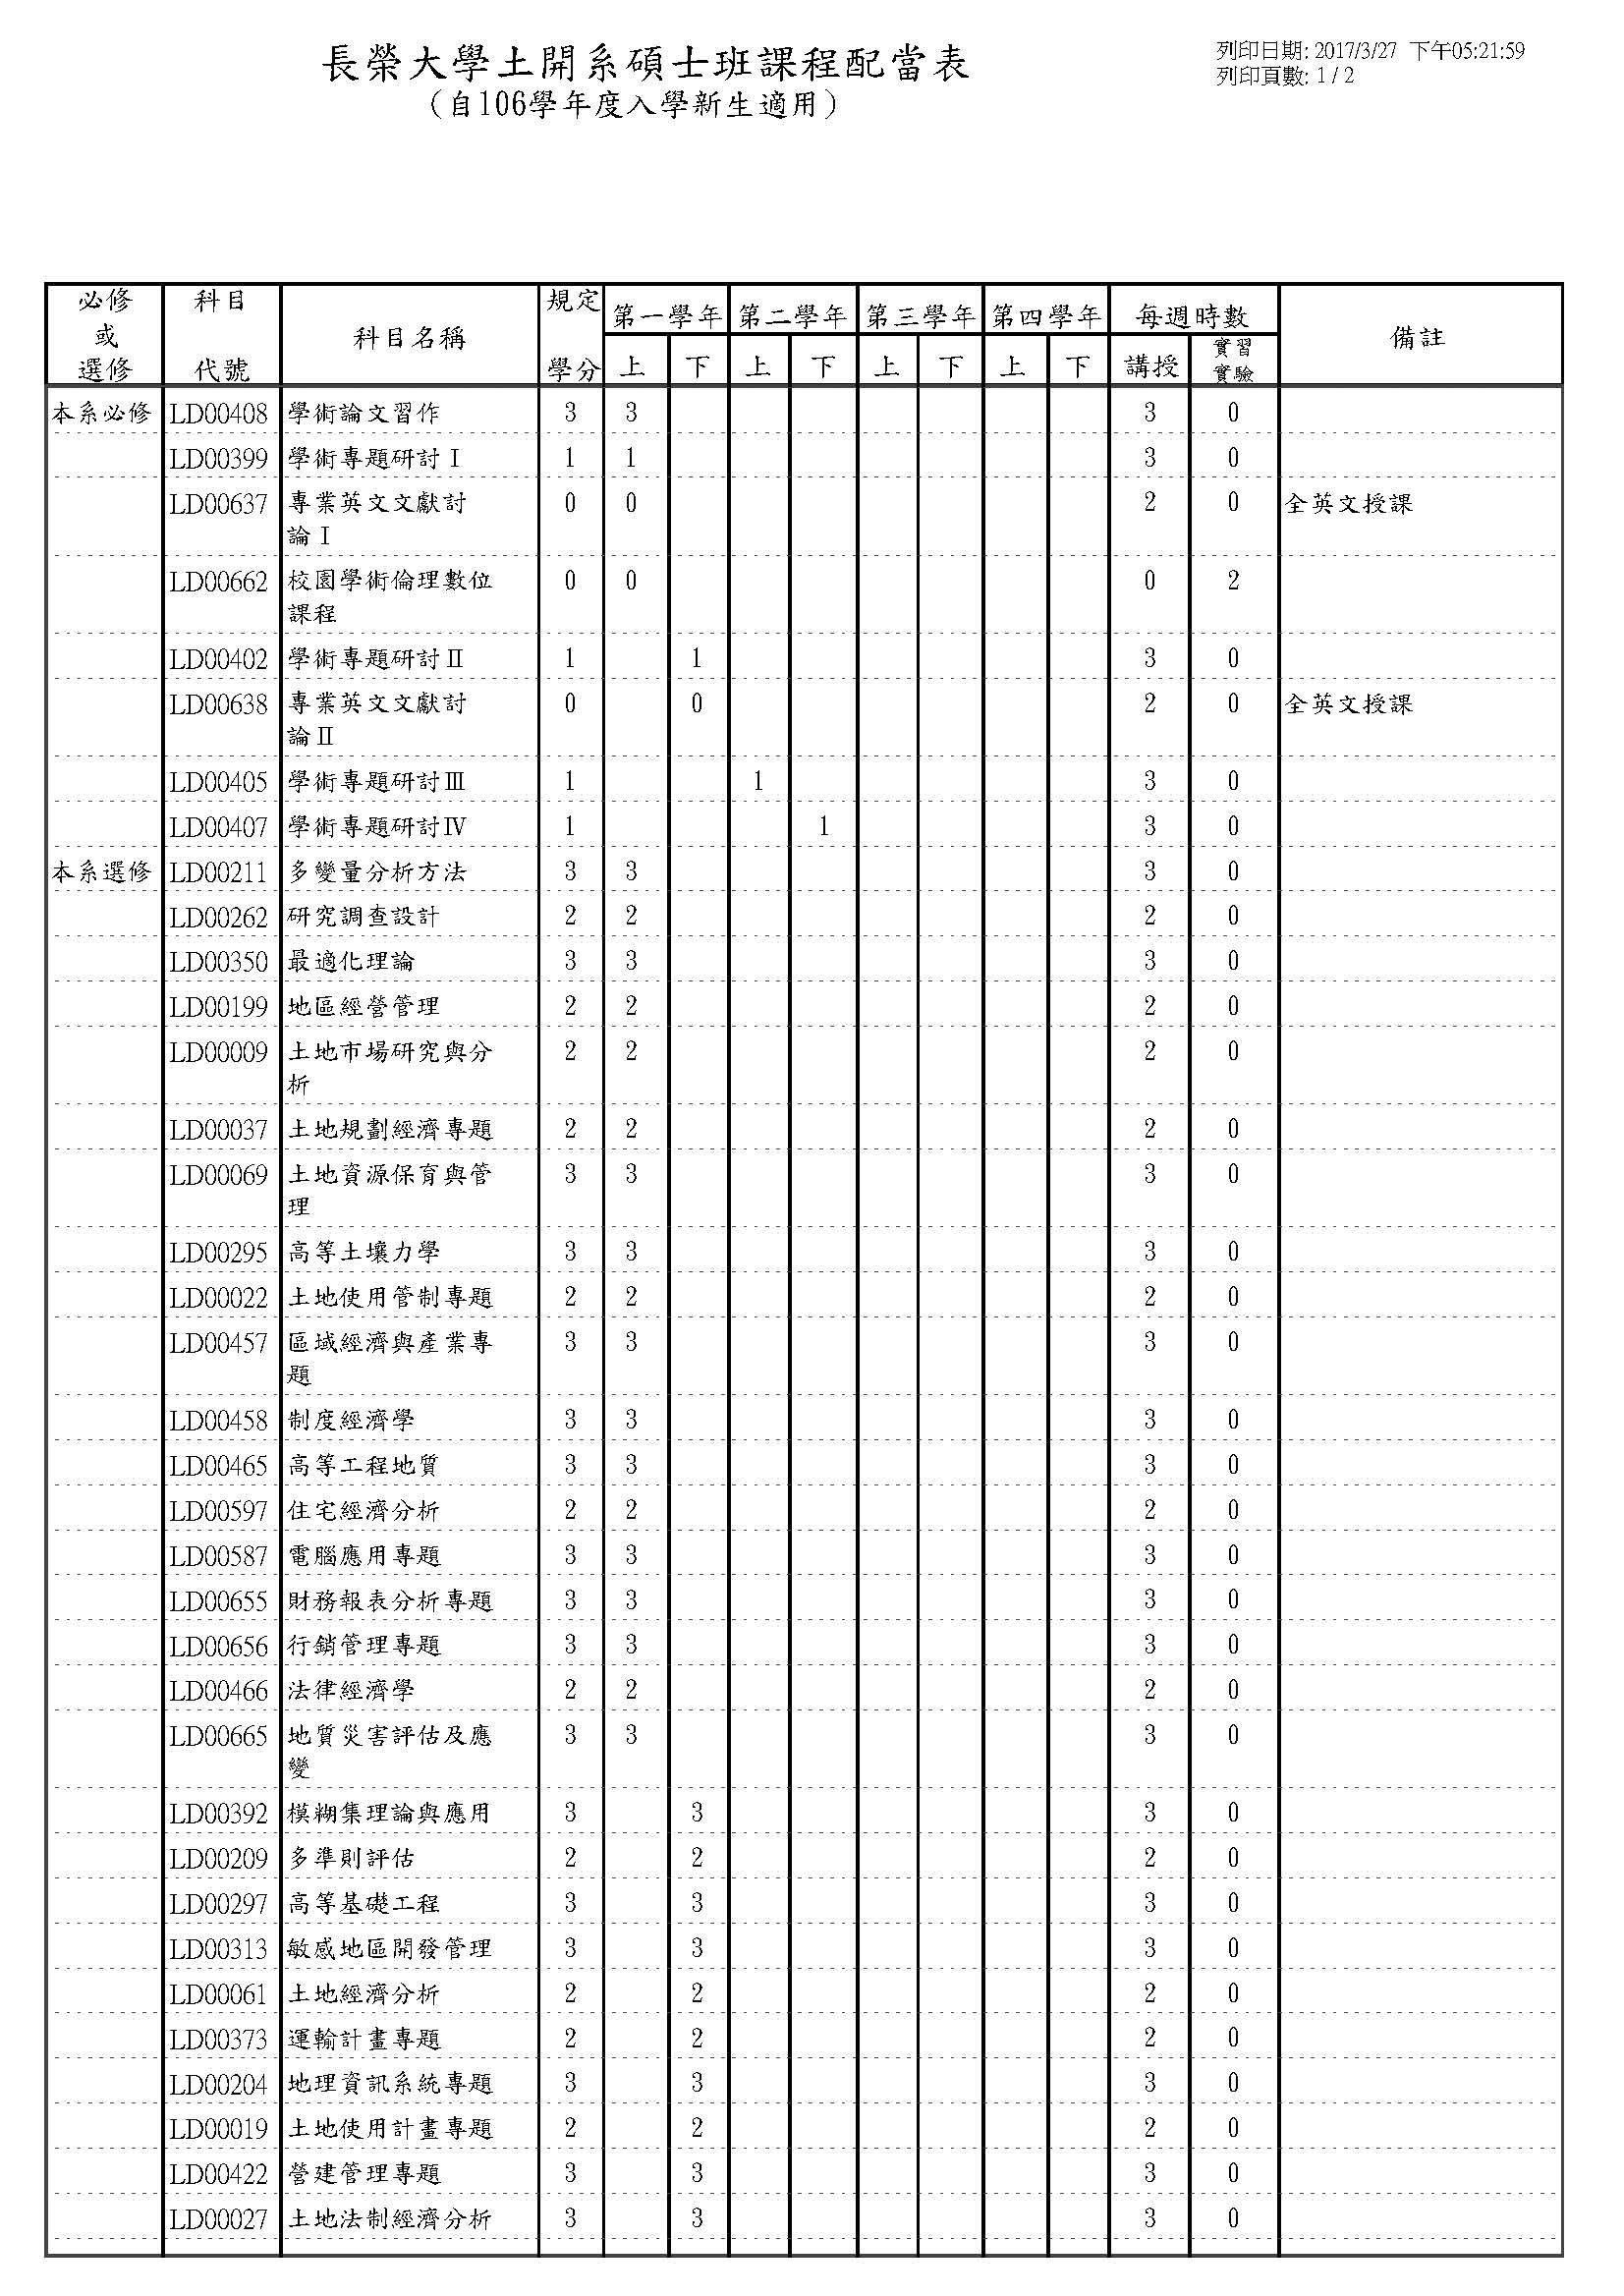 長榮大學土開系碩士班課程配當表
（自106學年度入學新生適用）
列印日期: 2017/3/27 下午05:21:59
列印頁數: 1 / 2
必修或選修 科目代號 科目名稱 規定學分 第一學年 第二學年 第三學年 第四學年 每週時數 備註
上 下 上 下 上 下 上 下 講授 實習實驗
本系必修 LD00408 學術論文習作 3 3 3 0
LD00399 學術專題研討Ⅰ 1 1 3 0
LD00637 專業英文文獻討 0 0 2 0 全英文授課
論Ⅰ
LD00662 校園學術倫理數位 0 0 0 2
課程
LD00402 學術專題研討Ⅱ 1 1 3 0
LD00638 專業英文文獻討 0 0 2 0 全英文授課
論Ⅱ
LD00405 學術專題研討Ⅲ 1 1 3 0
LD00407 學術專題研討Ⅳ 1 1 3 0
本系選修 LD00211 多變量分析方法 3 3 3 0
LD00262 研究調查設計 2 2 2 0
LD00350 最適化理論 3 3 3 0
LD00199 地區經營管理 2 2 2 0
LD00009 土地市場研究與分 2 2 2 0
析
LD00037 土地規劃經濟專題 2 2 2 0
LD00069 土地資源保育與管 3 3 3 0
理
LD00295 高等土壤力學 3 3 3 0
LD00022 土地使用管制專題 2 2 2 0
LD00457 區域經濟與產業專 3 3 3 0
題
LD00458 制度經濟學 3 3 3 0
LD00465 高等工程地質 3 3 3 0
LD00597 住宅經濟分析 2 2 2 0
LD00587 電腦應用專題 3 3 3 0
LD00655 財務報表分析專題 3 3 3 0
LD00656 行銷管理專題 3 3 3 0
LD00466 法律經濟學 2 2 2 0
LD00665 地質災害評估及應 3 3 3 0
變
LD00392 模糊集理論與應用 3 3 3 0
LD00209 多準則評估 2 2 2 0
LD00297 高等基礎工程 3 3 3 0
LD00313 敏感地區開發管理 3 3 3 0
LD00061 土地經濟分析 2 2 2 0
LD00373 運輸計畫專題 2 2 2 0
LD00204 地理資訊系統專題 3 3 3 0
LD00019 土地使用計畫專題 2 2 2 0
LD00422 營建管理專題 3 3 3 0
LD00027 土地法制經濟分析 3 3 3 0